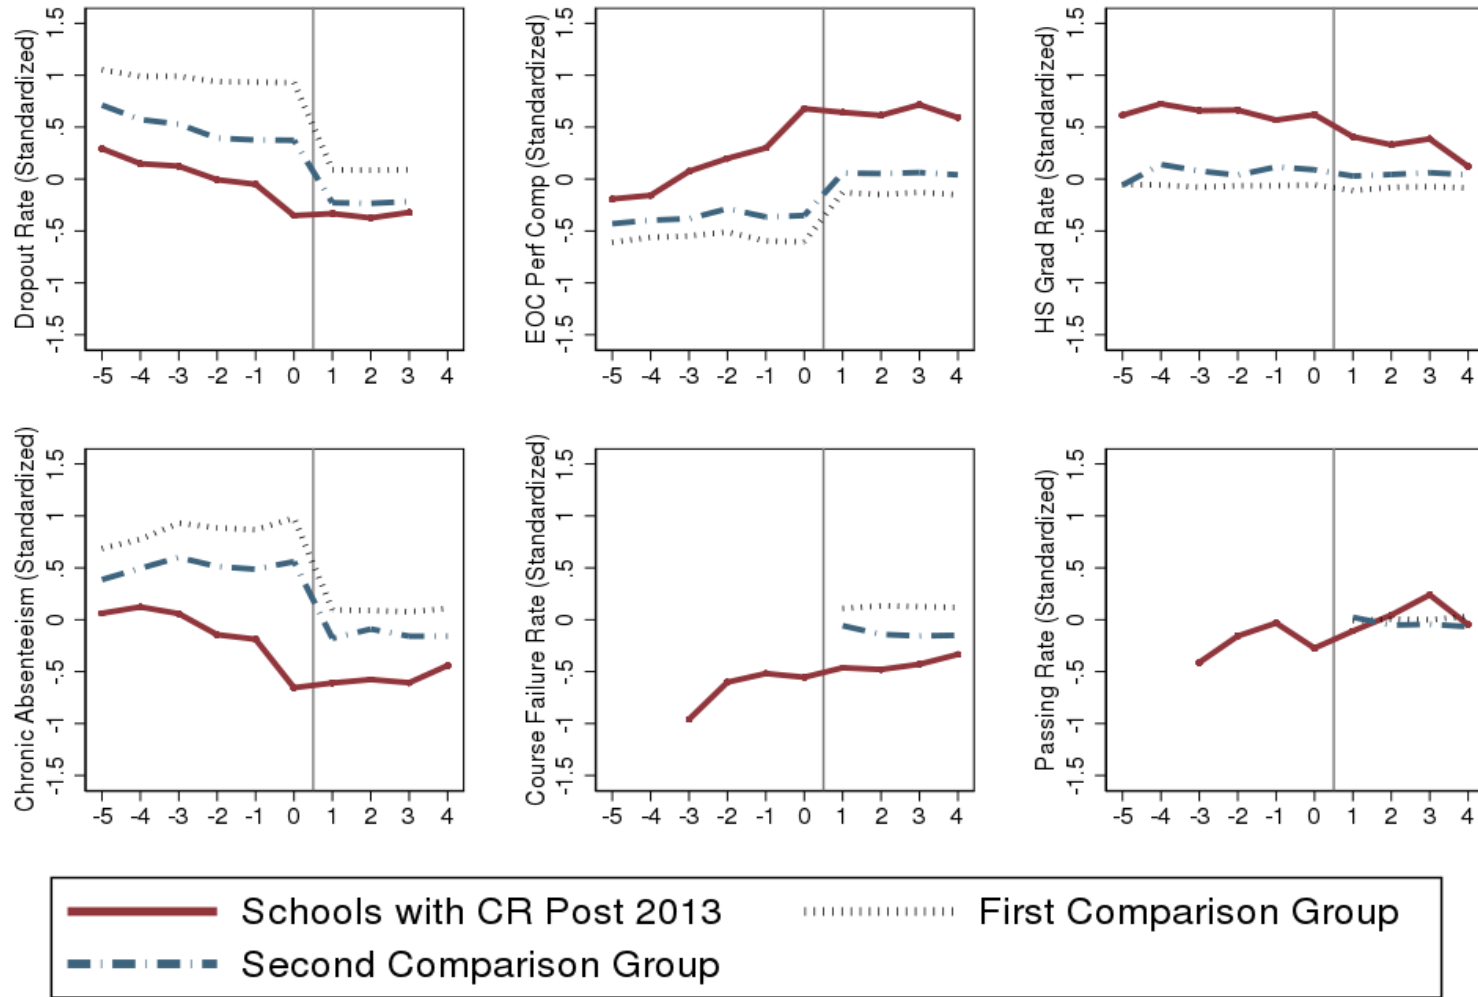 Dropout Rate (Standardized)
1.5
1
.5
0
-.5
-1
-1.5
-5 -4 -3 -2 -1 0 1 2 3 4
EOC Perf Comp (Standardized)
1.5
1
.5
0
-.5
-1
-1.5
-5 -4 -3 -2 -1 0 1 2 3 4
HS Grad Rate (Standardized)
1.5
1
.5
0
-.5
-1
-1.5
-5 -4 -3 -2 -1 0 1 2 3 4
Chronic Absenteeism (Standardized)
1.5
1
.5
0
-.5
-1
-1.5
-5 -4 -3 -2 -1 0 1 2 3 4
Course Failure Rate (Standardized)
1.5
1
.5
0
-.5
-1
-1.5
-5 -4 -3 -2 -1 0 1 2 3 4
Passing Rate (Standardized)
1.5
1
.5
0
-.5
-1
-1.5
-5 -4 -3 -2 -1 0 1 2 3 4
Schools with CR Post 2013
First Comparison Group
Second Comparison Group